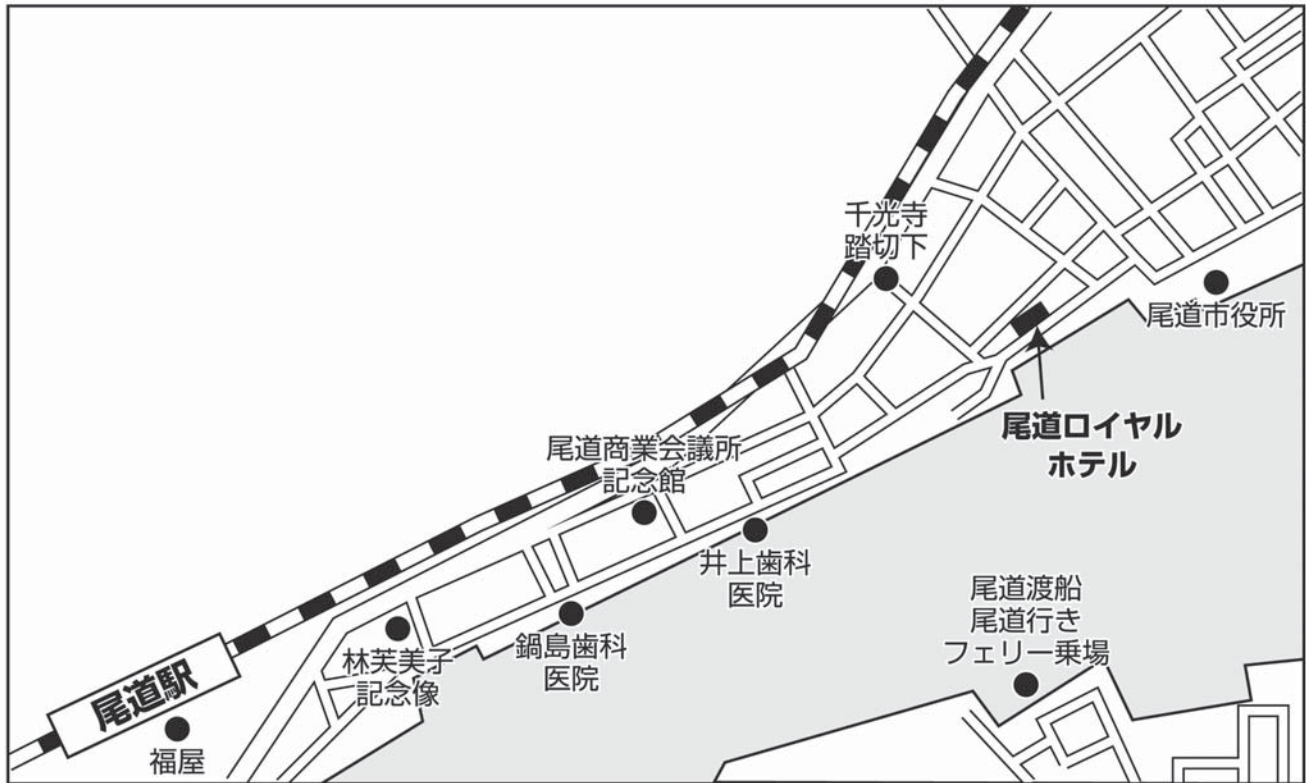 千光寺
踏切下
尾道市役所
尾道ロイヤル
ホテル
尾道商業会議所
記念館
井上歯科
医院
尾道渡船
尾道行き
フェリー乗場
鍋島歯科
医院
林芙美子
記念像
尾道駅
福屋